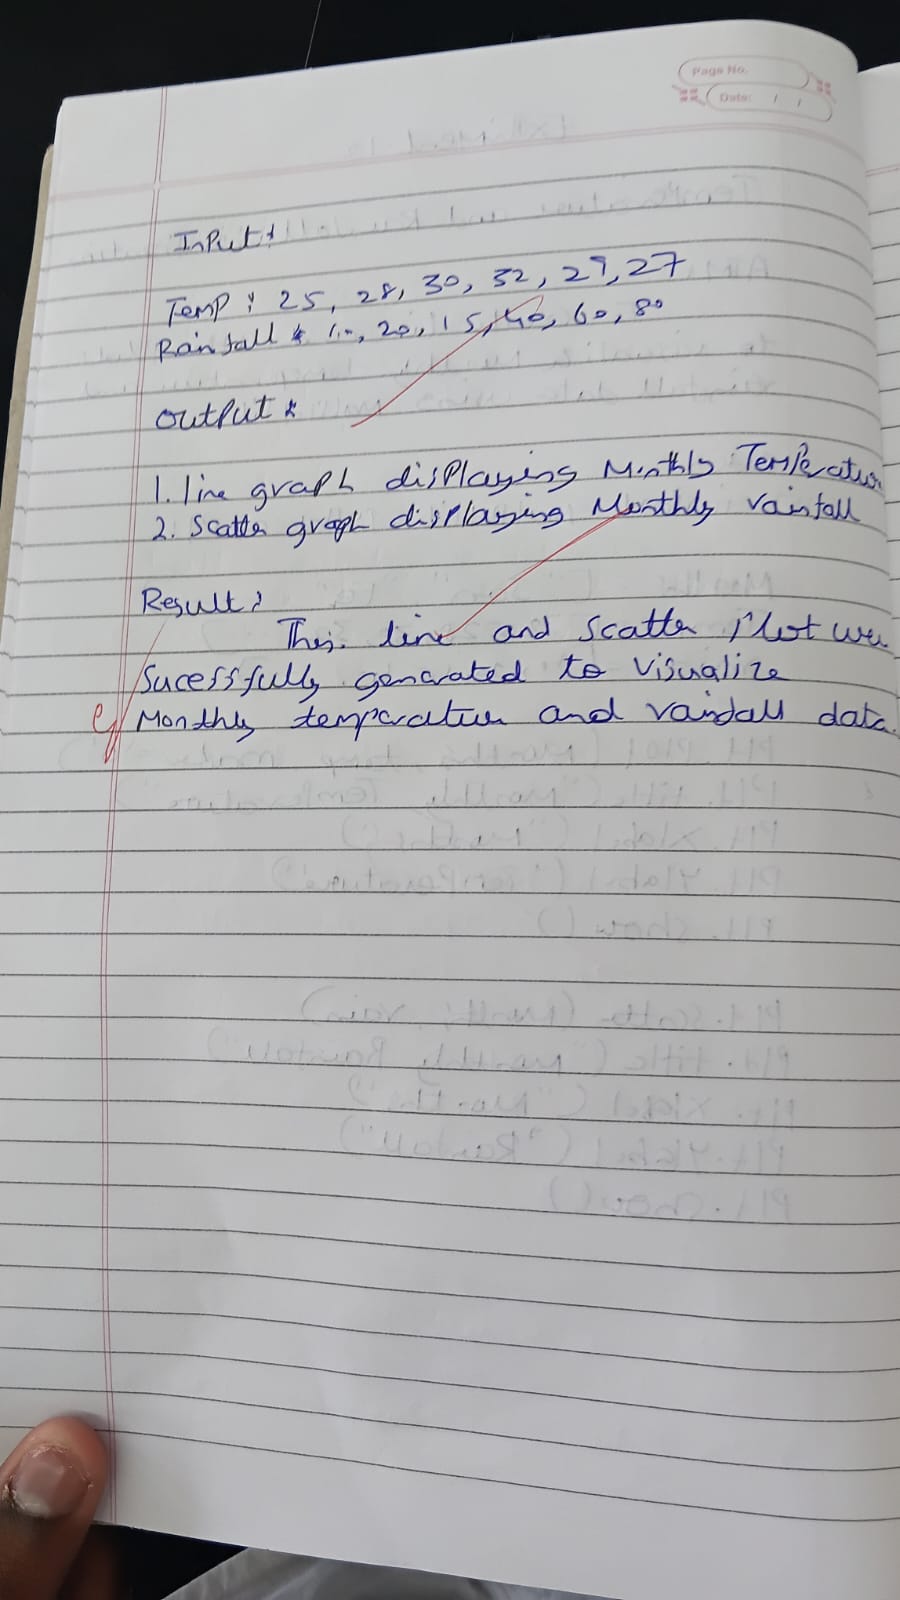 Page No.
Date: / /
Input:
Temp : 25, 28, 30, 32, 29, 27
Rainfall : 10, 20, 15, 40, 60, 80
Output :
1. line graph displaying Monthly Temperature
2. Scatter graph displaying Monthly rainfall
Result :
line and scatter plot
Sucessfully generated to visualize
Monthly temperature and rainfall data.